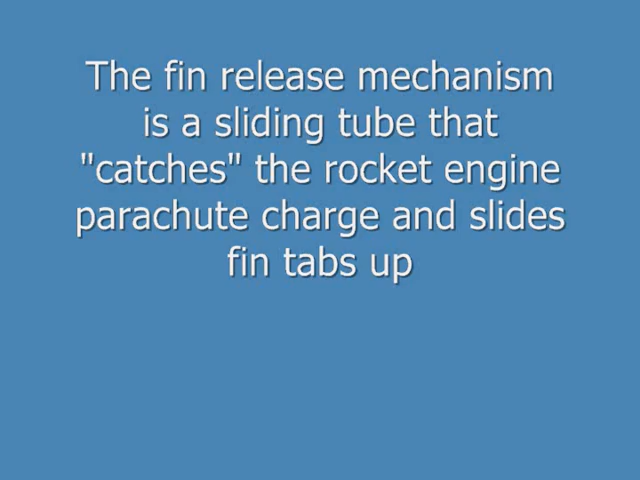 The fin release mechanism
is a sliding tube that
"catches" the rocket engine
parachute charge and slides
fin tabs up